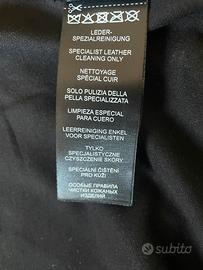 LEDER-
SPEZIALREINIGUNG
SPECIALIST LEATHER
CLEANING ONLY
NETTOYAGE
SPÉCIAL CUIR
SOLO PULIZIA DELLA
PELLA SPECIALIZZATA
LIMPIEZA ESPECIAL
PARA CUERO
LEERREINIGING ENKEL
VOOR SPECIALISTEN
TYLKO
SPECJALISTYCZNE
CZYSZCZENIE SKÓRY
SPECIÁLNÍ ČIŠTĚNÍ
PRO KŮŽI
ОСОБЫЕ ПРАВИЛА
ЧИСТКИ КОЖАНЫХ
ИЗДЕЛИЙ
subito